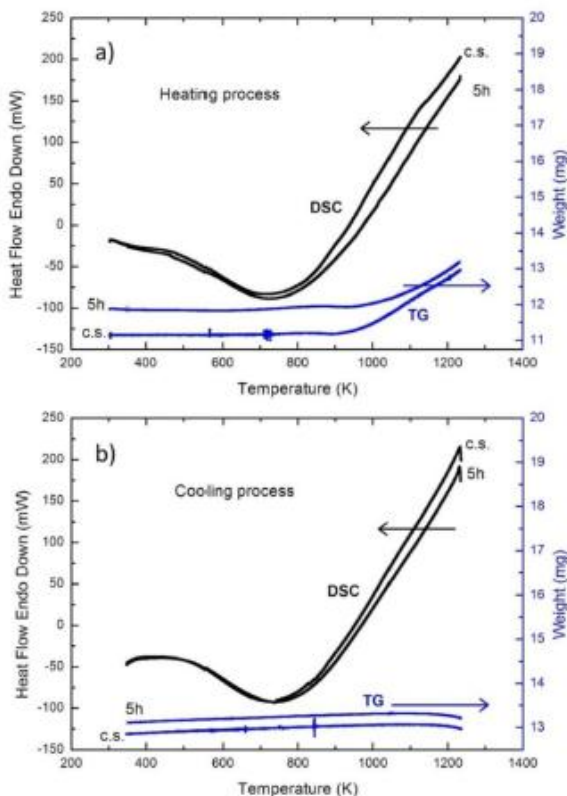 a)
Heating process
c.s.
5h
DSC
5h
c.s.
TG
Heat Flow Endo Down (mW)
250
200
150
100
50
0
-50
-100
-150
Weight (mg)
20
19
18
17
16
15
14
13
12
11
200 400 600 800 1000 1200 1400
Temperature (K)
b)
Cooling process
c.s.
5h
DSC
TG
5h
c.s.
Heat Flow Endo Down (mW)
250
200
150
100
50
0
-50
-100
-150
Weight (mg)
20
19
18
17
16
15
14
13
200 400 600 800 1000 1200 1400
Temperature (K)